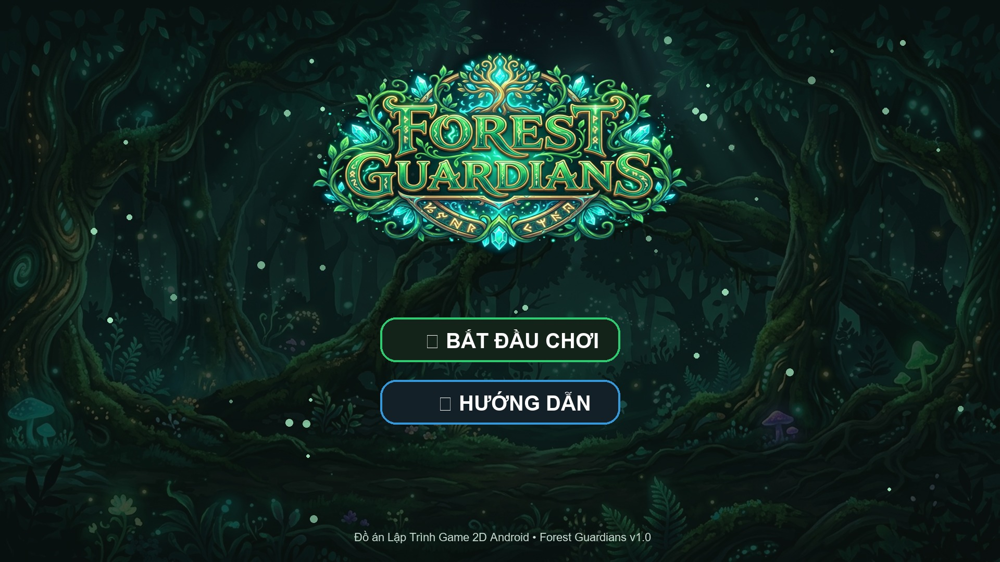 FOREST
GUARDIANS
□ BẮT ĐẦU CHƠI
□ HƯỚNG DẪN
Đồ án Lập Trình Game 2D Android • Forest Guardians v1.0